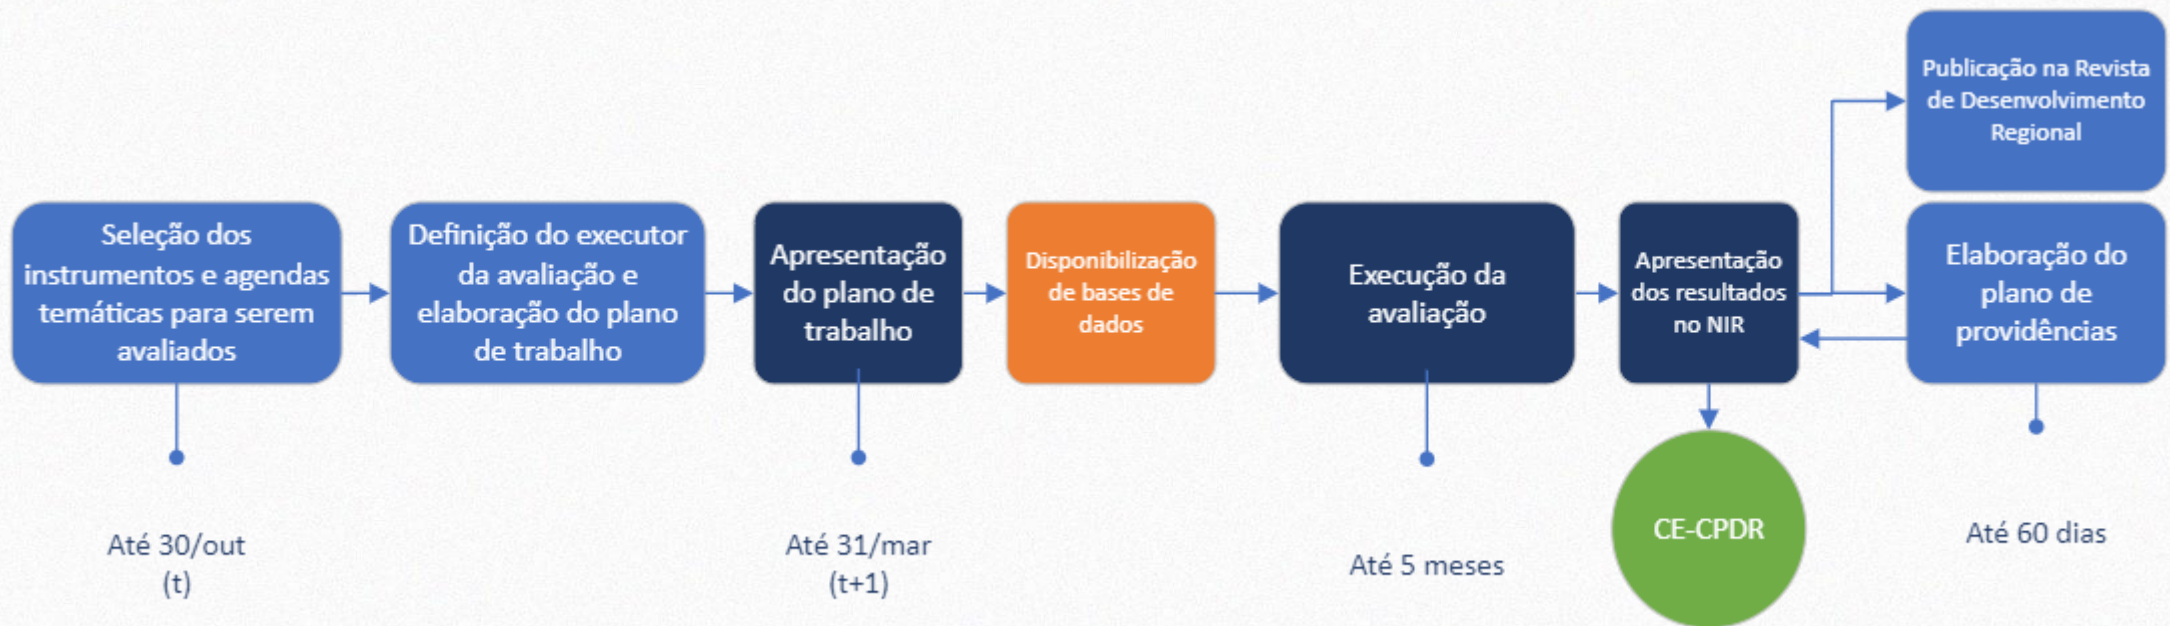 Seleção dos
instrumentos e agendas
temáticas para serem
avaliados
Definição do executor
da avaliação e
elaboração do plano
de trabalho
Apresentação
do plano de
trabalho
Disponibilização
de bases de
dados
Execução da
avaliação
Apresentação
dos resultados
no NIR
Publicação na Revista
de Desenvolvimento
Regional
Elaboração do
plano de
providências
Até 30/out
(t)
Até 31/mar
(t+1)
Até 5 meses
CE-CPDR
Até 60 dias